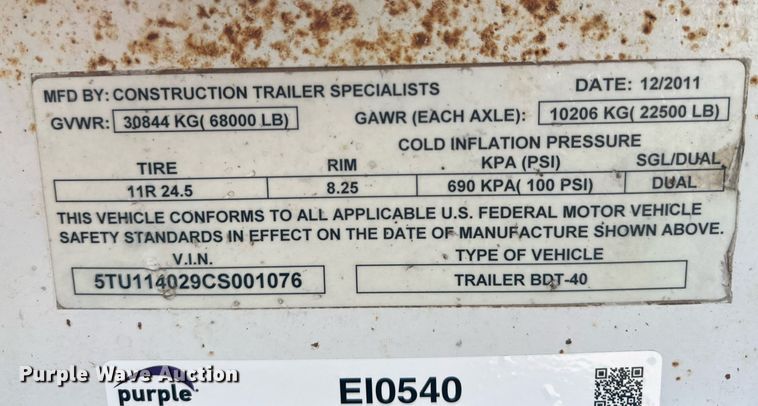 MFD BY: CONSTRUCTION TRAILER SPECIALISTS DATE: 12/2011
GVWR: 30844 KG( 68000 LB) GAWR (EACH AXLE): 10206 KG( 22500 LB)
COLD INFLATION PRESSURE
TIRE RIM KPA (PSI) SGL/DUAL
11R 24.5 8.25 690 KPA( 100 PSI) DUAL
THIS VEHICLE CONFORMS TO ALL APPLICABLE U.S. FEDERAL MOTOR VEHICLE
SAFETY STANDARDS IN EFFECT ON THE DATE OF MANUFACTURE SHOWN ABOVE.
V.I.N. TYPE OF VEHICLE
5TU114029CS001076 TRAILER BDT-40
Purple Wave Auction
purple
EI0540